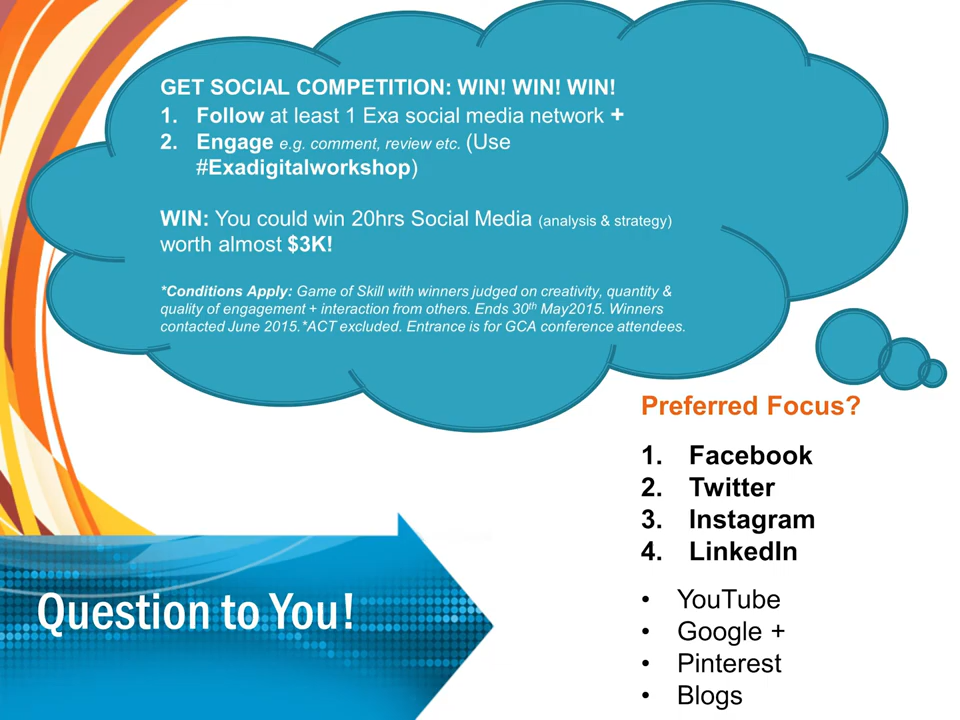 GET SOCIAL COMPETITION: WIN! WIN! WIN!
1. Follow at least 1 Exa social media network +
2. Engage e.g. comment, review etc. (Use
#Exadigitalworkshop)
WIN: You could win 20hrs Social Media (analysis & strategy)
worth almost $3K!
*Conditions Apply: Game of Skill with winners judged on creativity, quantity &
quality of engagement + interaction from others. Ends 30th May2015. Winners
contacted June 2015.*ACT excluded. Entrance is for GCA conference attendees.
Preferred Focus?
1. Facebook
2. Twitter
3. Instagram
4. LinkedIn
• YouTube
• Google +
• Pinterest
• Blogs
Question to You!